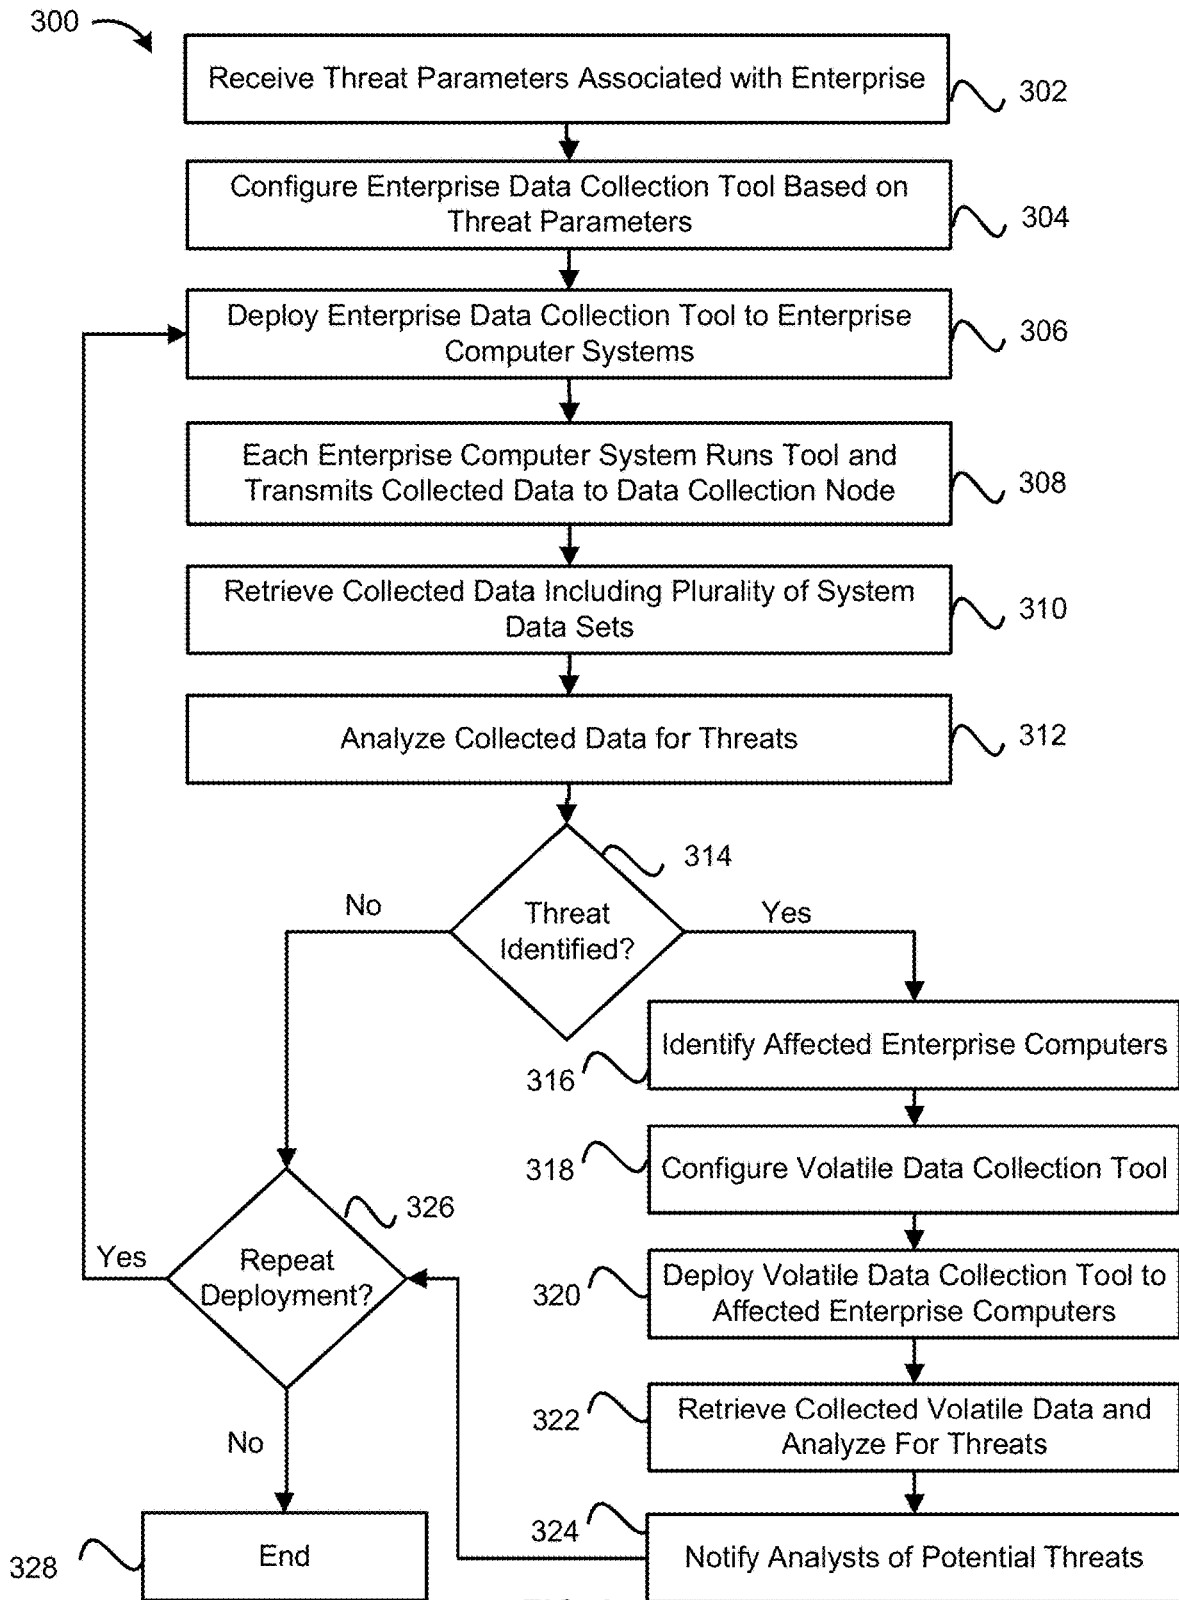 300
Receive Threat Parameters Associated with Enterprise
302
Configure Enterprise Data Collection Tool Based on
Threat Parameters
304
Deploy Enterprise Data Collection Tool to Enterprise
Computer Systems
306
Each Enterprise Computer System Runs Tool and
Transmits Collected Data to Data Collection Node
308
Retrieve Collected Data Including Plurality of System
Data Sets
310
Analyze Collected Data for Threats
312
314
Threat
Identified?
No
Yes
Identify Affected Enterprise Computers
316
Configure Volatile Data Collection Tool
318
Deploy Volatile Data Collection Tool to
Affected Enterprise Computers
320
Retrieve Collected Volatile Data and
Analyze For Threats
322
Notify Analysts of Potential Threats
324
326
Repeat
Deployment?
Yes
No
End
328